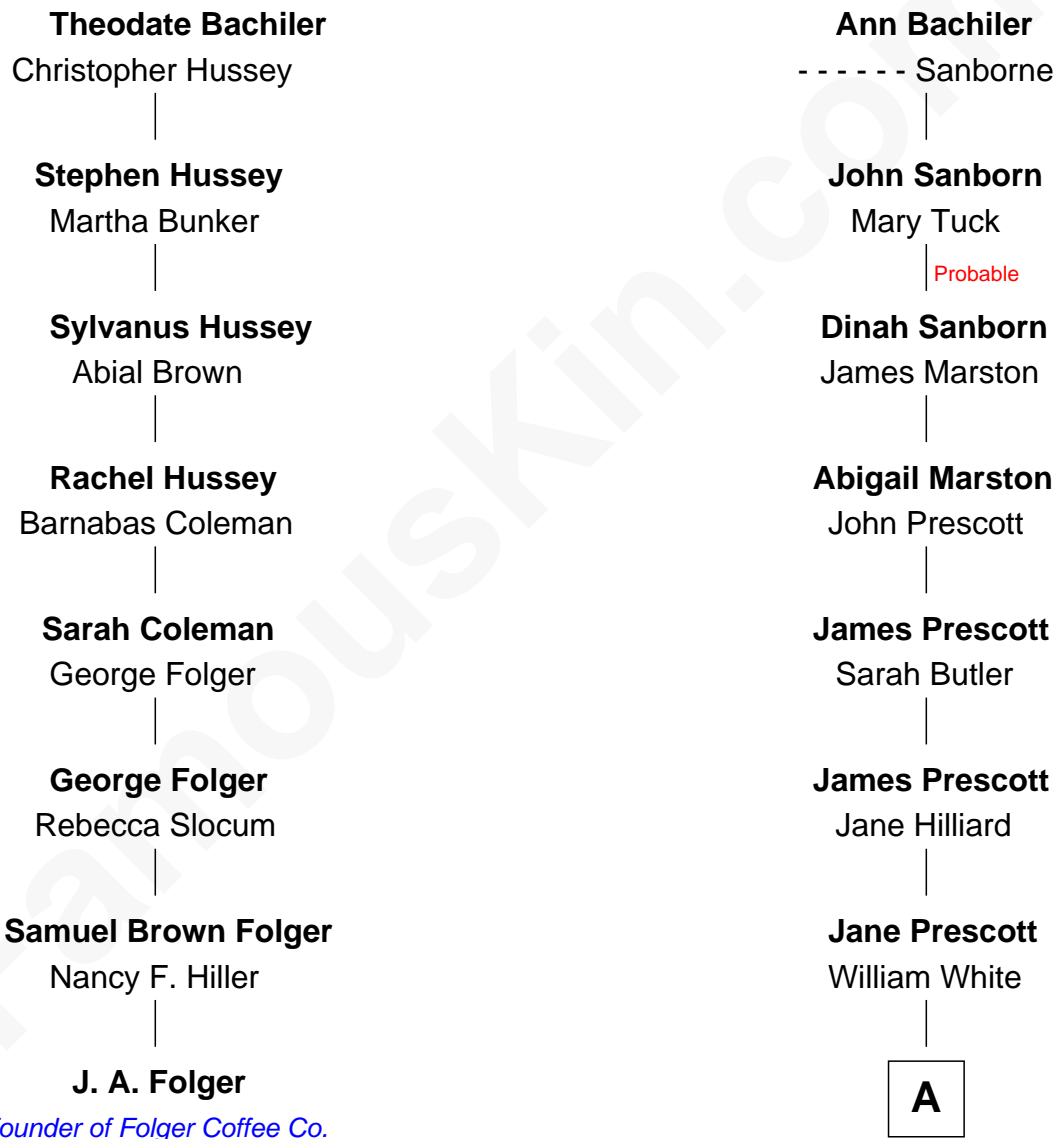 Theodate Bachiler
Christopher Hussey
Stephen Hussey
Martha Bunker
Sylvanus Hussey
Abial Brown
Rachel Hussey
Barnabas Coleman
Sarah Coleman
George Folger
George Folger
Rebecca Slocum
Samuel Brown Folger
Nancy F. Hiller
J. A. Folger
ounder of Folger Coffee Co.
Ann Bachiler
- - - - - - Sanborne
John Sanborn
Mary Tuck
Probable
Dinah Sanborn
James Marston
Abigail Marston
John Prescott
James Prescott
Sarah Butler
James Prescott
Jane Hilliard
Jane Prescott
William White
A
FamousKin.com